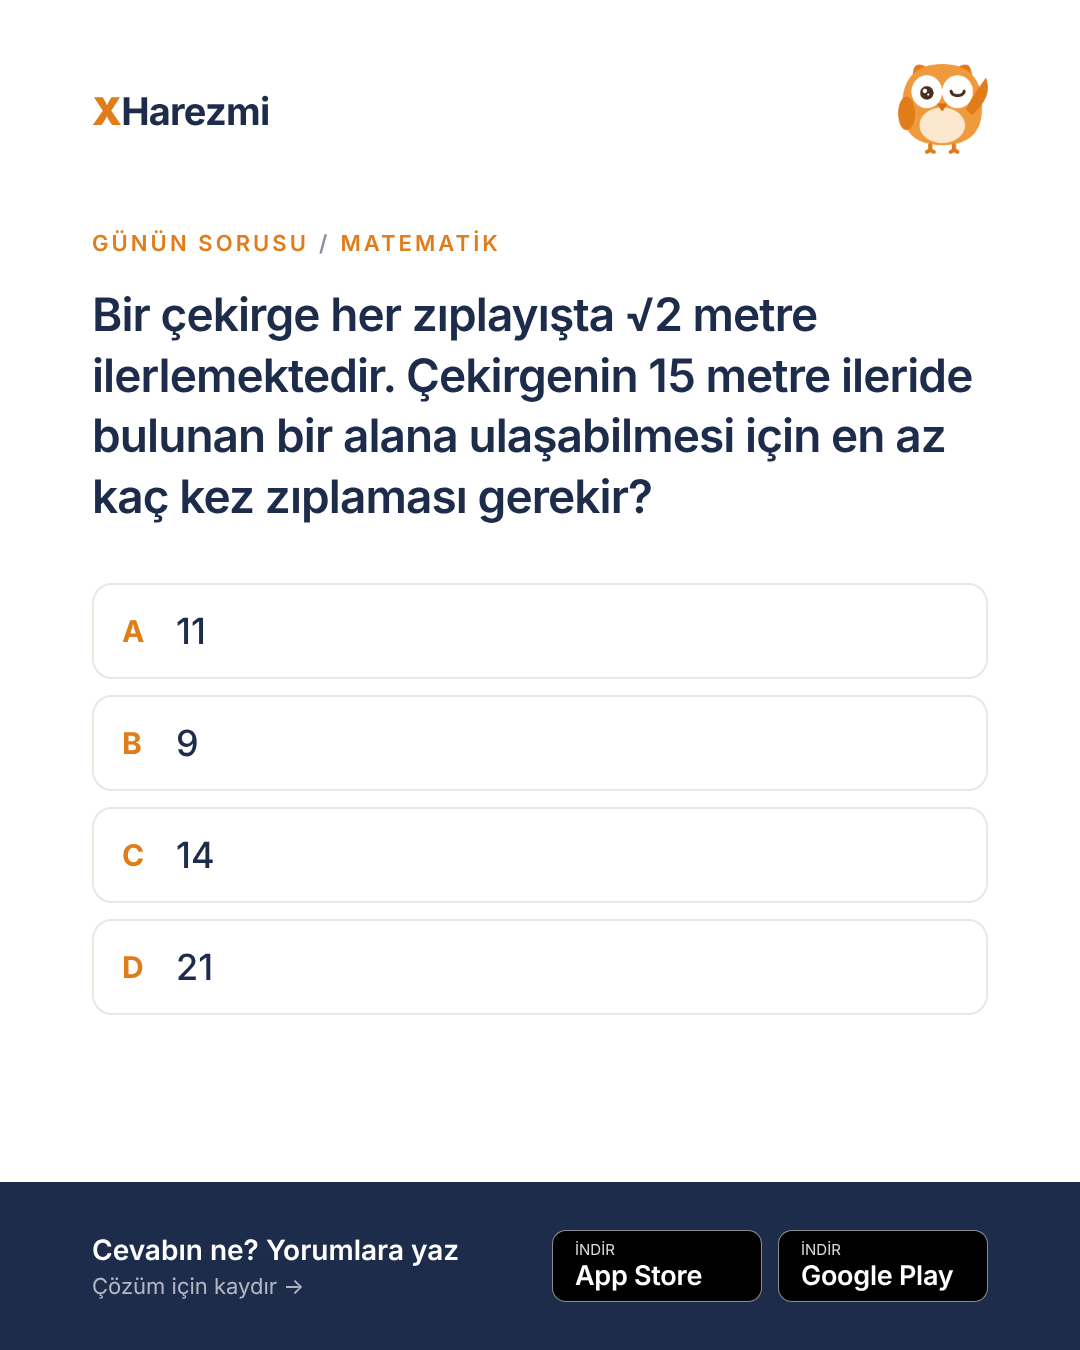 XHarezmi
GÜNÜN SORUSU / MATEMATİK
Bir çekirge her zıplayışta √2 metre
ilerlemektedir. Çekirgenin 15 metre ileride
bulunan bir alana ulaşabilmesi için en az
kaç kez zıplaması gerekir?
A 11
B 9
C 14
D 21
Cevabın ne? Yorumlara yaz
Çözüm için kaydır →
İNDİR
App Store
İNDİR
Google Play